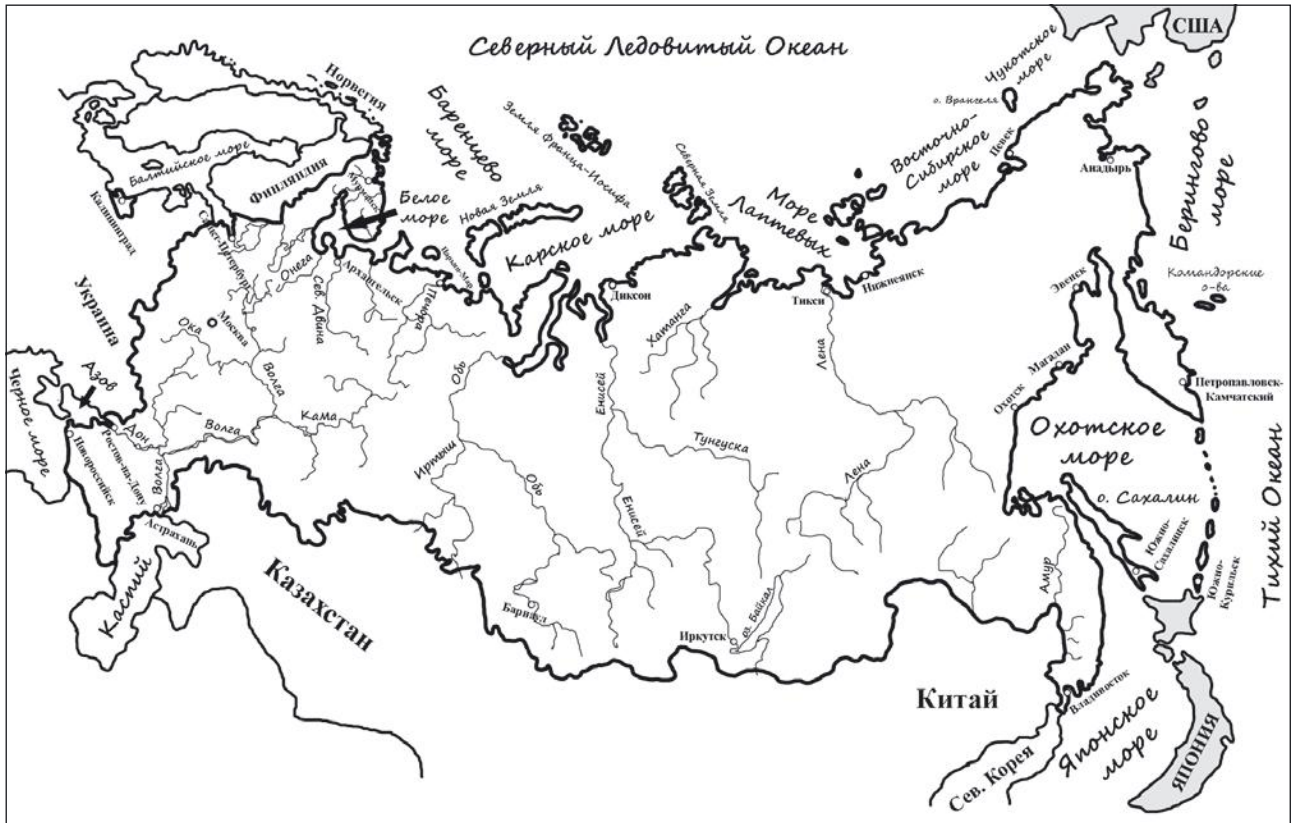 Северный Ледовитый Океан
США
Чукотское
море
о. Врангеля
Норвегия
Баренцево
море
Земля Франца-Иосифа
Северная Земля
Восточно-
Сибирское
море
Певек
Анадырь
Берингово
море
Балтийское море
Финляндия
Мурманск
Белое
море
Новая Земля
Карское море
Море
Лаптевых
Калининград
Санкт-Петербург
Онега
Архангельск
Сев. Двина
Нарьян-Мар
Печора
Диксон
Хатанга
Тикси
Нижнеянск
Эвенск
Командорские
о-ва
Украина
Ока
Москва
Волга
Обь
Енисей
Лена
Магадан
Охотск
Петропавловск-
Камчатский
Азов
Черное море
Дон
Волга
Кама
Волга
Новороссийск
Ростов-на-Дону
Астрахань
Иртыш
Обь
Тунгуска
Енисей
Лена
Охотское
море
о. Сахалин
Южно-
Сахалинск
Южно-
Курильск
Тихий Океан
Каспий
Казахстан
Барнаул
Иркутск
оз. Байкал
Амур
Китай
Владивосток
Сев. Корея
Японское
море
ЯПОНИЯ